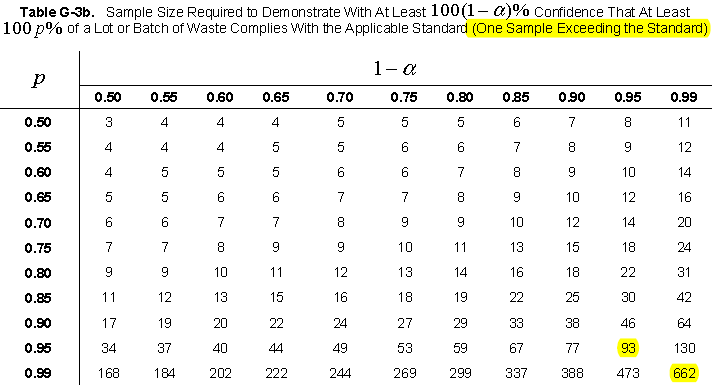 Table G-3b. Sample Size Required to Demonstrate With At Least 100(1 − α)% Confidence That At Least
100 p% of a Lot or Batch of Waste Complies With the Applicable Standard (One Sample Exceeding the Standard)
p 1 − α
0.50 0.55 0.60 0.65 0.70 0.75 0.80 0.85 0.90 0.95 0.99
0.50 3 4 4 4 5 5 5 6 7 8 11
0.55 4 4 4 5 5 6 6 7 8 9 12
0.60 4 5 5 5 6 6 7 8 9 10 14
0.65 5 5 6 6 7 7 8 9 10 12 16
0.70 6 6 7 7 8 9 9 10 12 14 20
0.75 7 7 8 9 9 10 11 13 15 18 24
0.80 9 9 10 11 12 13 14 16 18 22 31
0.85 11 12 13 15 16 18 19 22 25 30 42
0.90 17 19 20 22 24 27 29 33 38 46 64
0.95 34 37 40 44 49 53 59 67 77 93 130
0.99 168 184 202 222 244 269 299 337 388 473 662